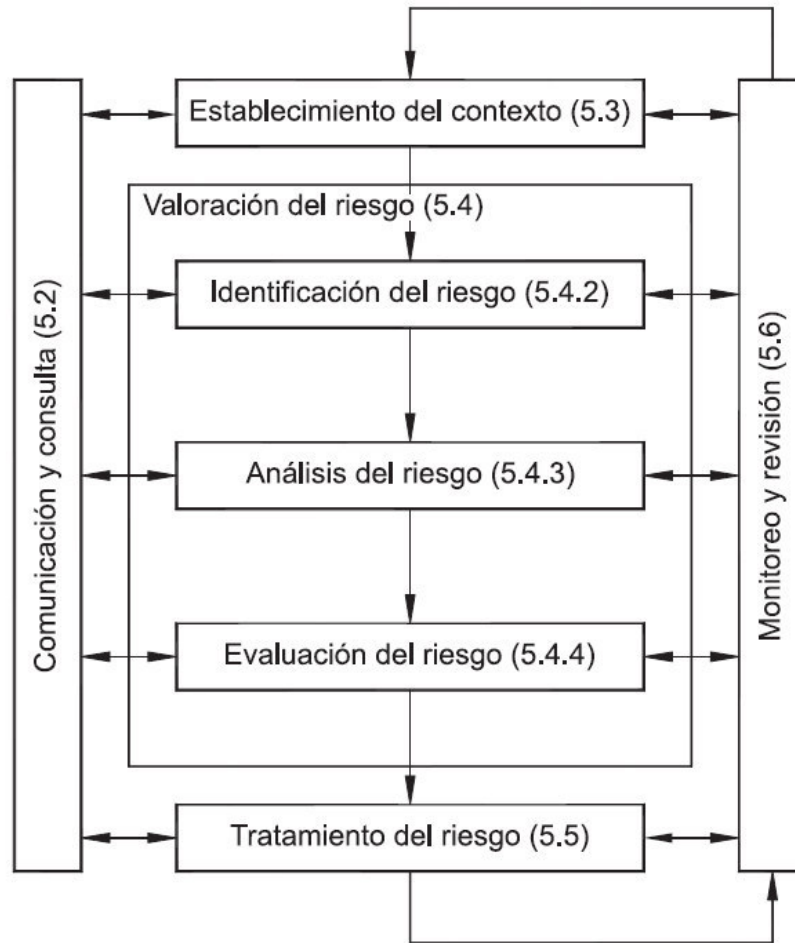 Establecimiento del contexto (5.3)
Valoración del riesgo (5.4)
Identificación del riesgo (5.4.2)
Análisis del riesgo (5.4.3)
Evaluación del riesgo (5.4.4)
Tratamiento del riesgo (5.5)
Comunicación y consulta (5.2)
Monitoreo y revisión (5.6)